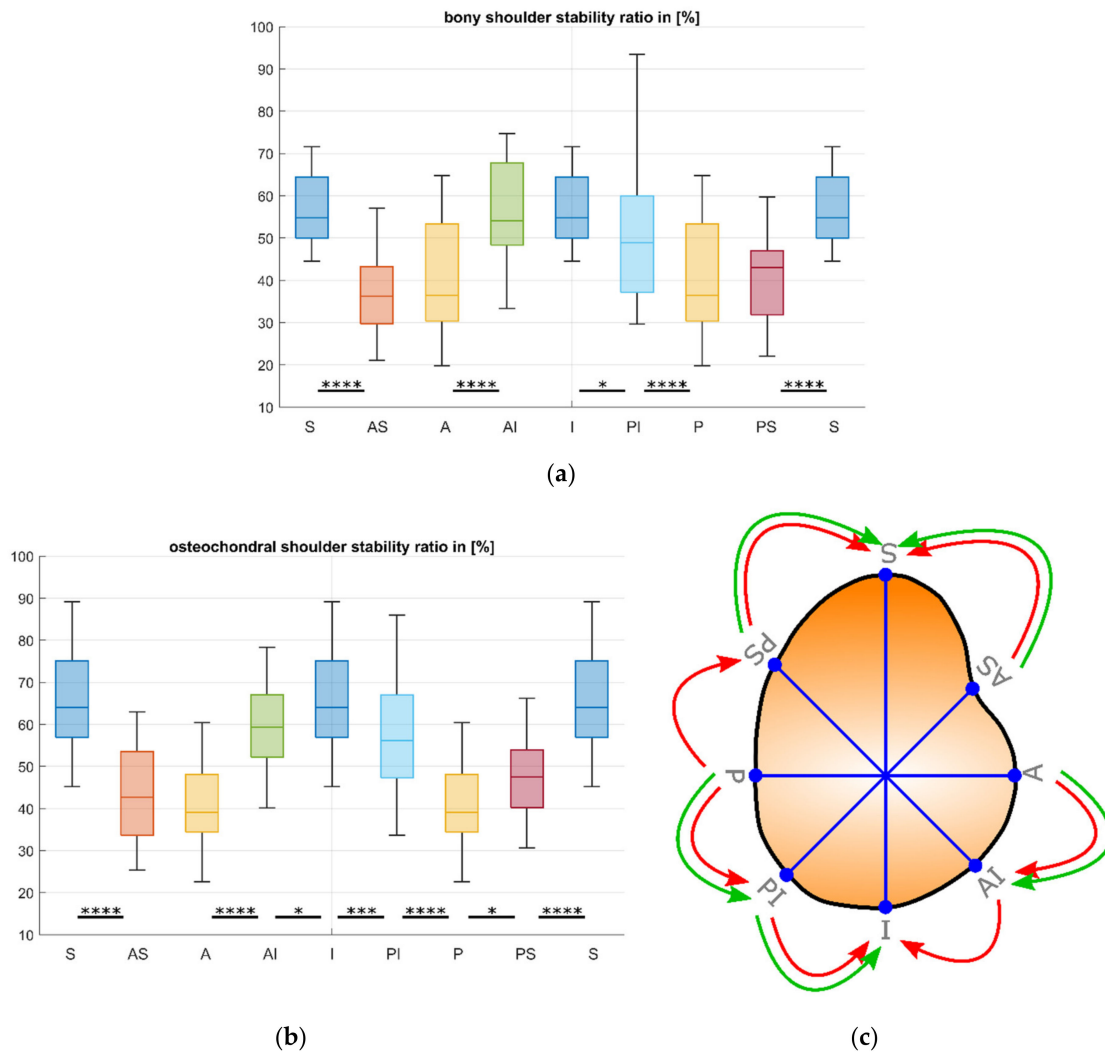 bony shoulder stability ratio in [%]
100
90
80
70
60
50
40
30
20
10
**** **** * **** ****
S AS A AI I PI P PS S
(a)
osteochondral shoulder stability ratio in [%]
100
90
80
70
60
50
40
30
20
10
**** **** * *** **** * ****
S AS A AI I PI P PS S
(b)
S
PS
AS
P
A
PI
AI
I
(c)